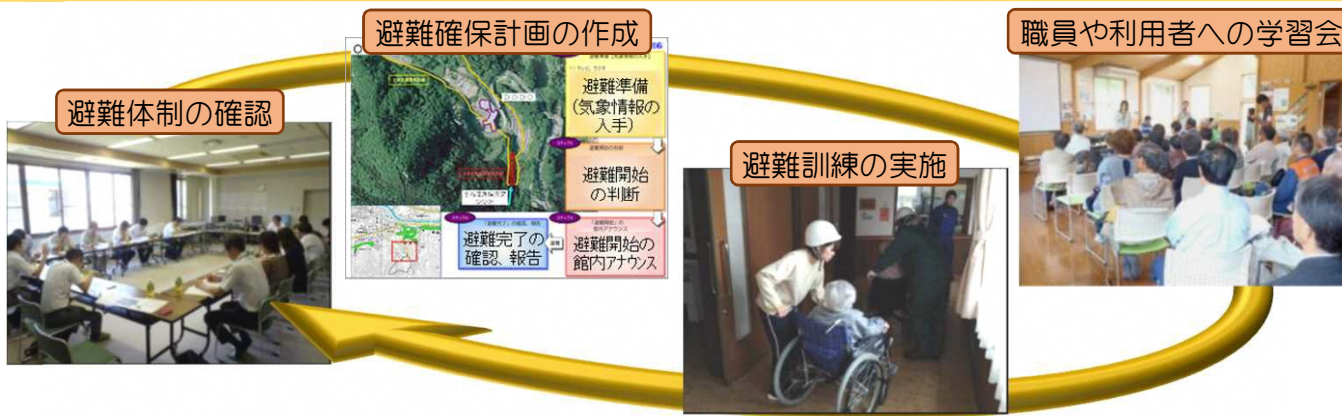 避難確保計画の作成
職員や利用者への学習会
避難体制の確認
避難準備
(気象情報の
入手)
避難訓練の実施
避難開始
の判断
避難完了の
確認、報告
避難開始の
館内アナウンス